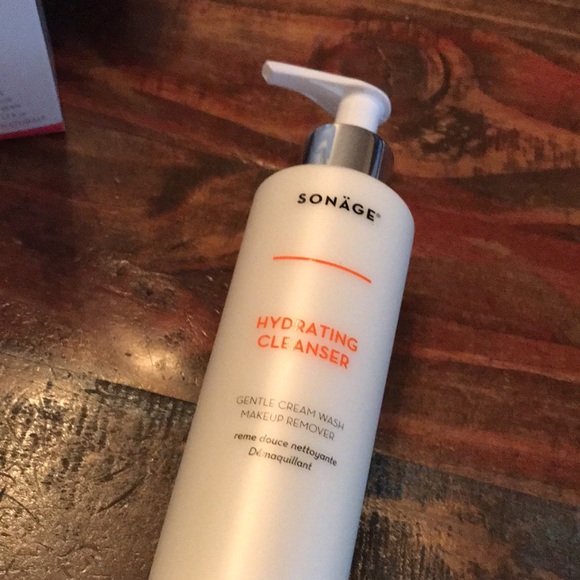 SONÄGE®
HYDRATING
CLEANSER
GENTLE CREAM WASH
MAKEUP REMOVER
reme douce nettoyante
Démaquillant